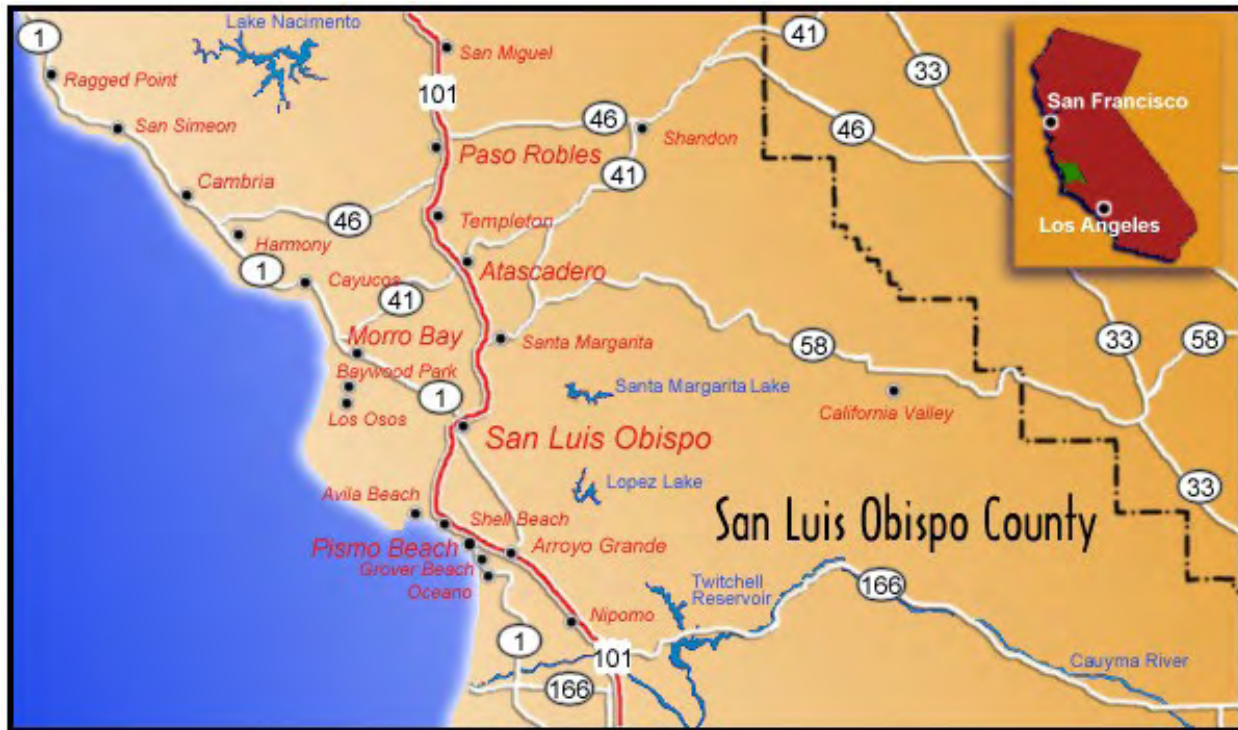 1
Lake Nacimento
San Miguel
41
33
Ragged Point
101
San Francisco
San Simeon
46
Shandon
46
Paso Robles
Cambria
41
Templeton
46
Los Angeles
Harmony
1
Cayucos
Atascadero
41
Morro Bay
Santa Margarita
58
33
58
Baywood Park
1
Santa Margarita Lake
California Valley
Los Osos
San Luis Obispo
Lopez Lake
33
Avila Beach
Shell Beach
San Luis Obispo County
Pismo Beach
Arroyo Grande
Grover Beach
Oceano
Twitchell
Reservoir
166
Nipomo
1
101
Cauyma River
166